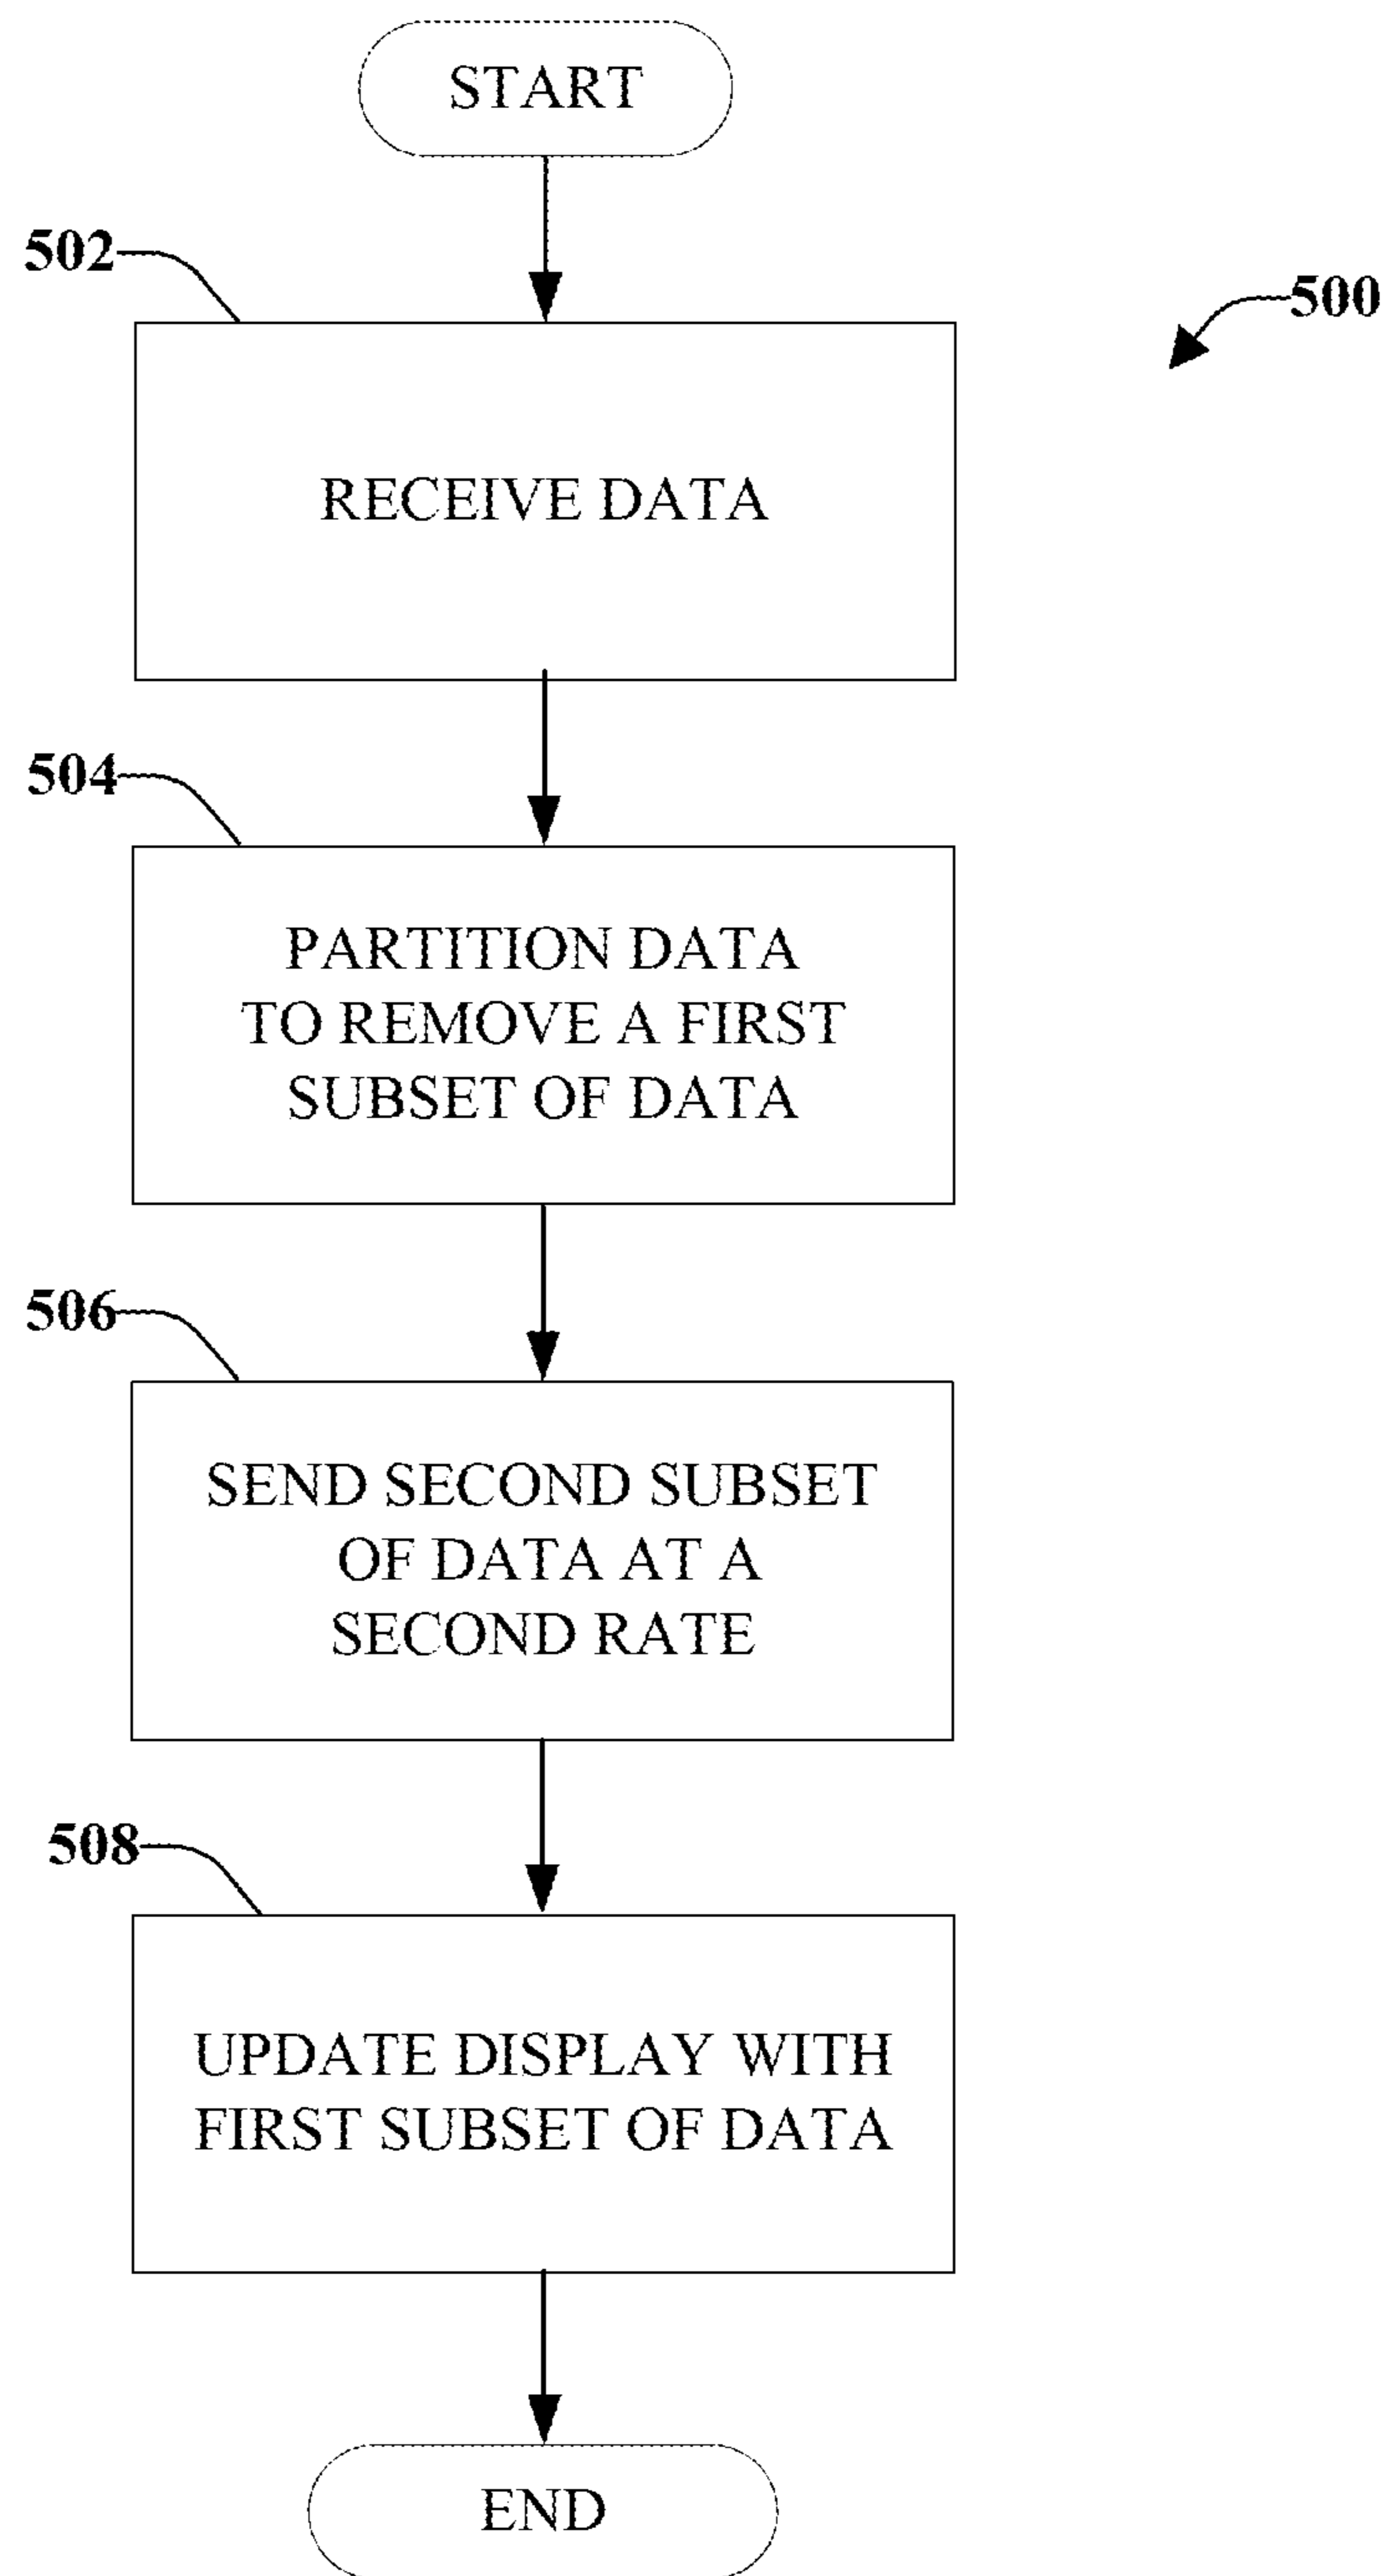 START
502
500
RECEIVE DATA
504
PARTITION DATA
TO REMOVE A FIRST
SUBSET OF DATA
506
SEND SECOND SUBSET
OF DATA AT A
SECOND RATE
508
UPDATE DISPLAY WITH
FIRST SUBSET OF DATA
END